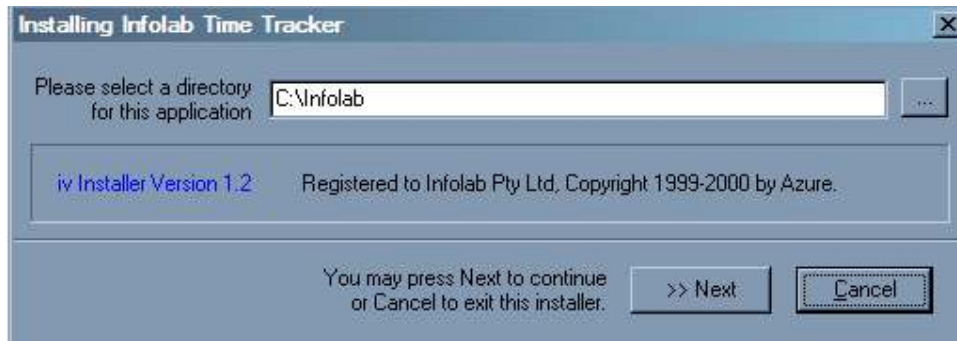 Installing Infolab Time Tracker
Please select a directory
for this application
C:\Infolab
...
iv Installer Version 1.2
Registered to Infolab Pty Ltd, Copyright 1999-2000 by Azure.
You may press Next to continue
or Cancel to exit this installer.
>> Next
Cancel